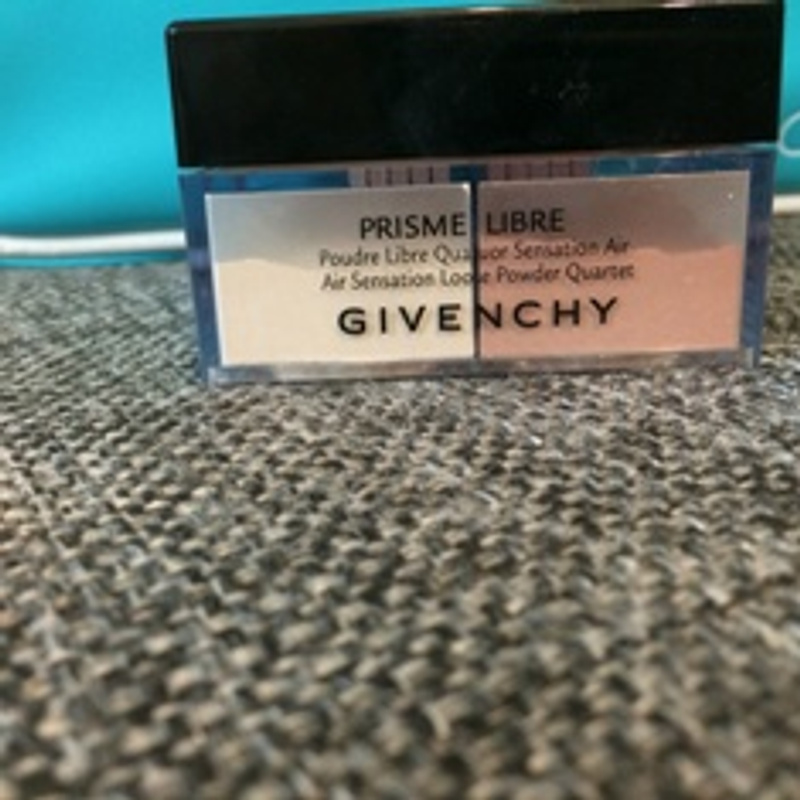 PRISME LIBRE
Poudre Libre Quatuor Sensation Air
Air Sensation Loose Powder Quartet
GIVENCHY